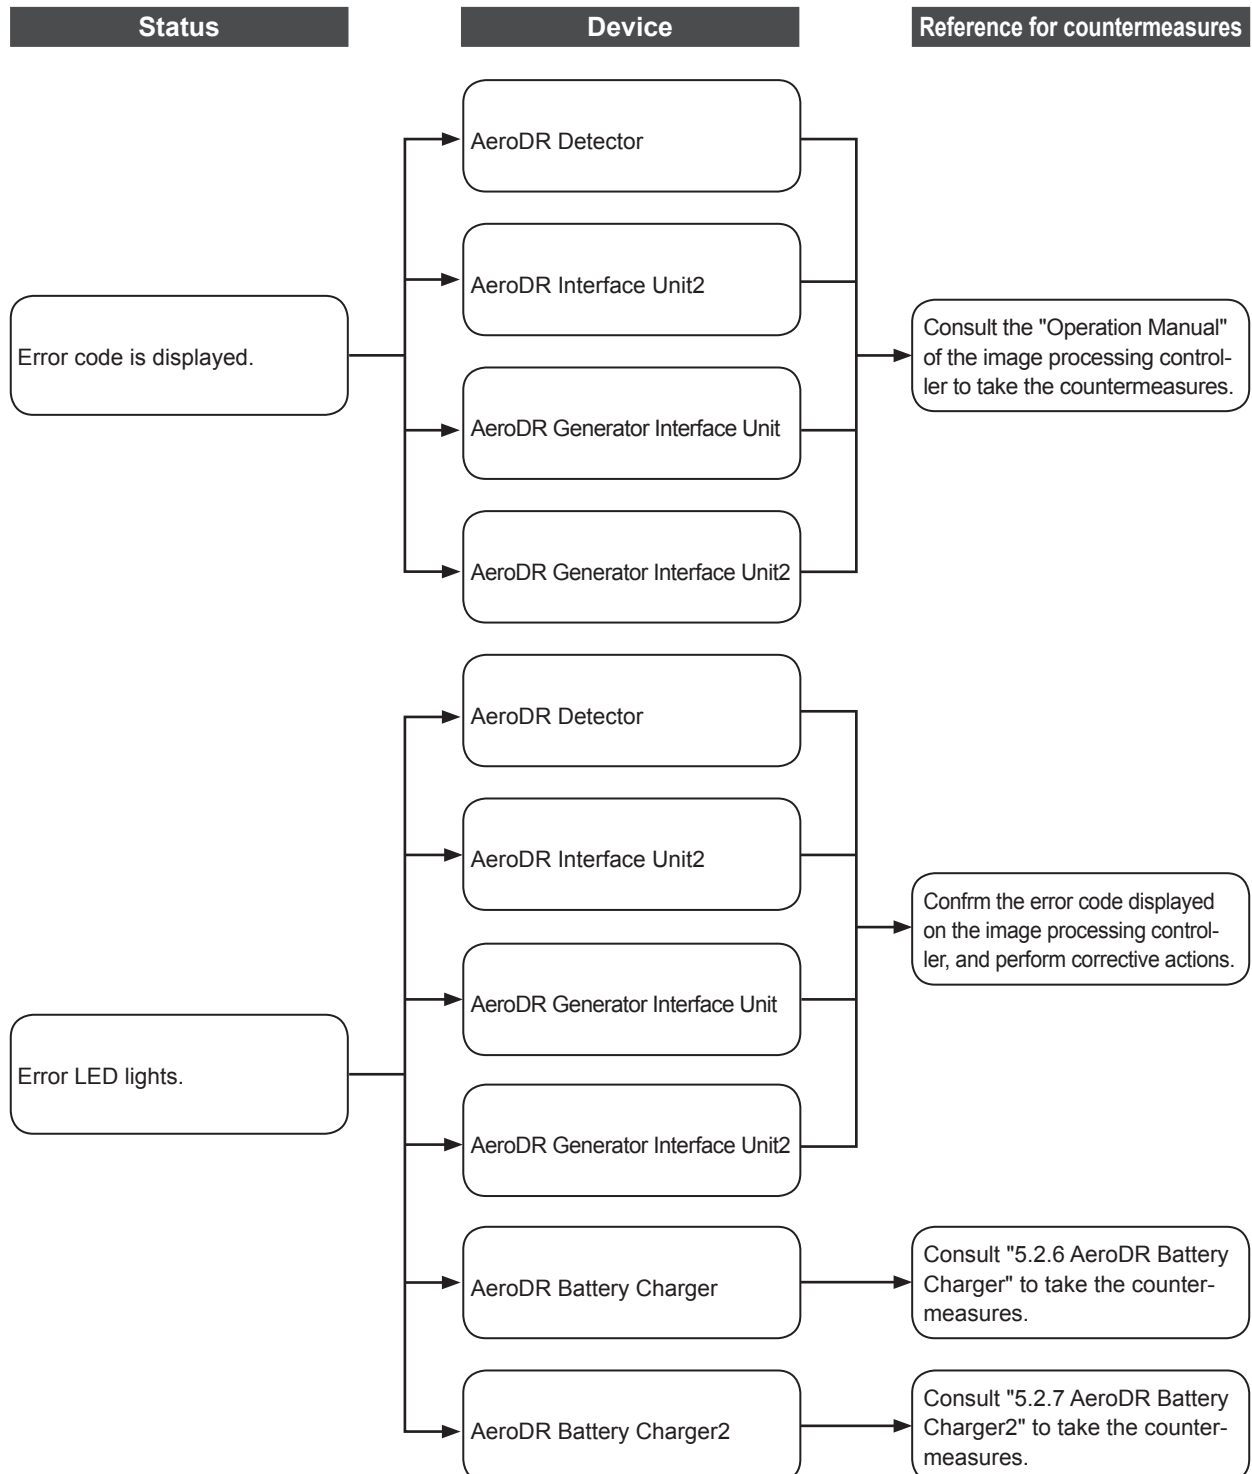 Status
Device
Reference for countermeasures
AeroDR Detector
AeroDR Interface Unit2
Error code is displayed.
Consult the "Operation Manual"
of the image processing control-
ler to take the countermeasures.
AeroDR Generator Interface Unit
AeroDR Generator Interface Unit2
AeroDR Detector
AeroDR Interface Unit2
Confrm the error code displayed
on the image processing control-
ler, and perform corrective actions.
AeroDR Generator Interface Unit
Error LED lights.
AeroDR Generator Interface Unit2
AeroDR Battery Charger
Consult "5.2.6 AeroDR Battery
Charger" to take the counter-
measures.
AeroDR Battery Charger2
Consult "5.2.7 AeroDR Battery
Charger2" to take the counter-
measures.